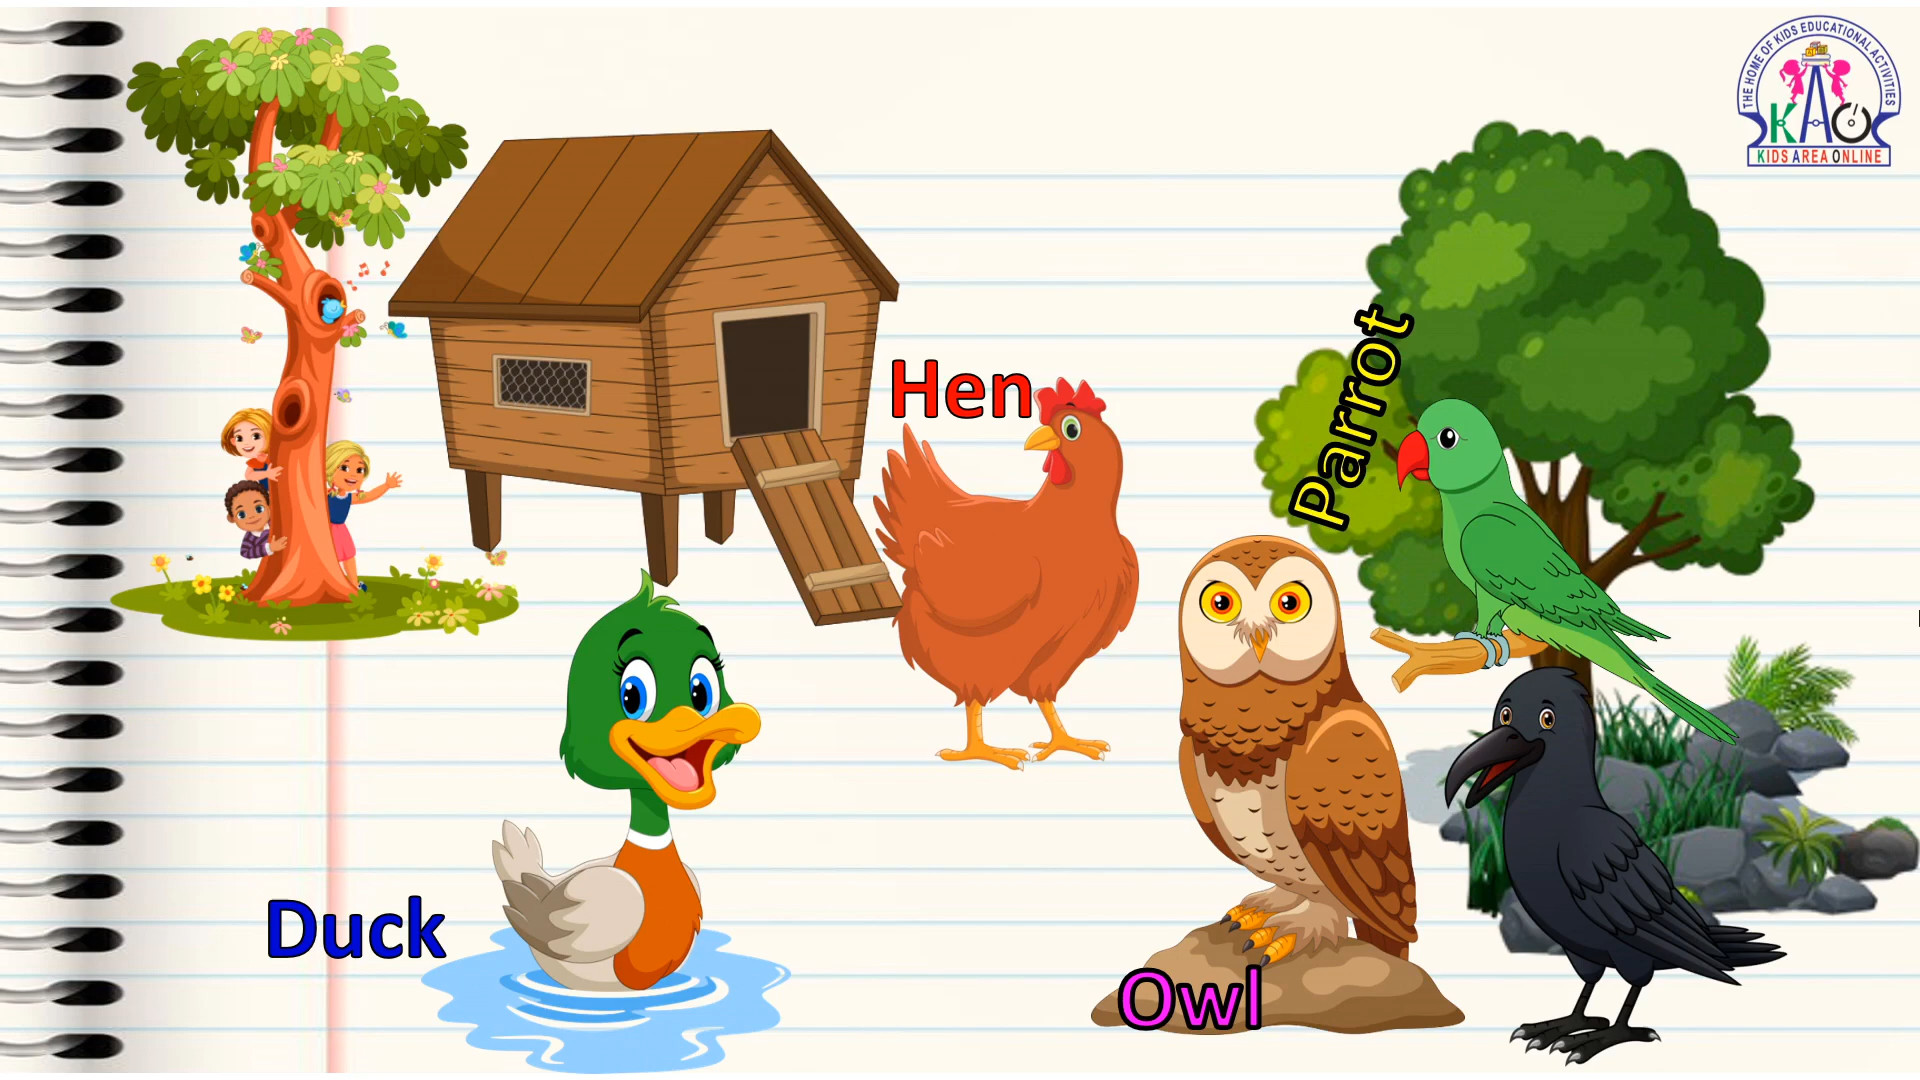 THE HOME OF KIDS EDUCATIONAL ACTIVITIES
KAO
KIDS AREA ONLINE
Hen
Parrot
Duck
Owl